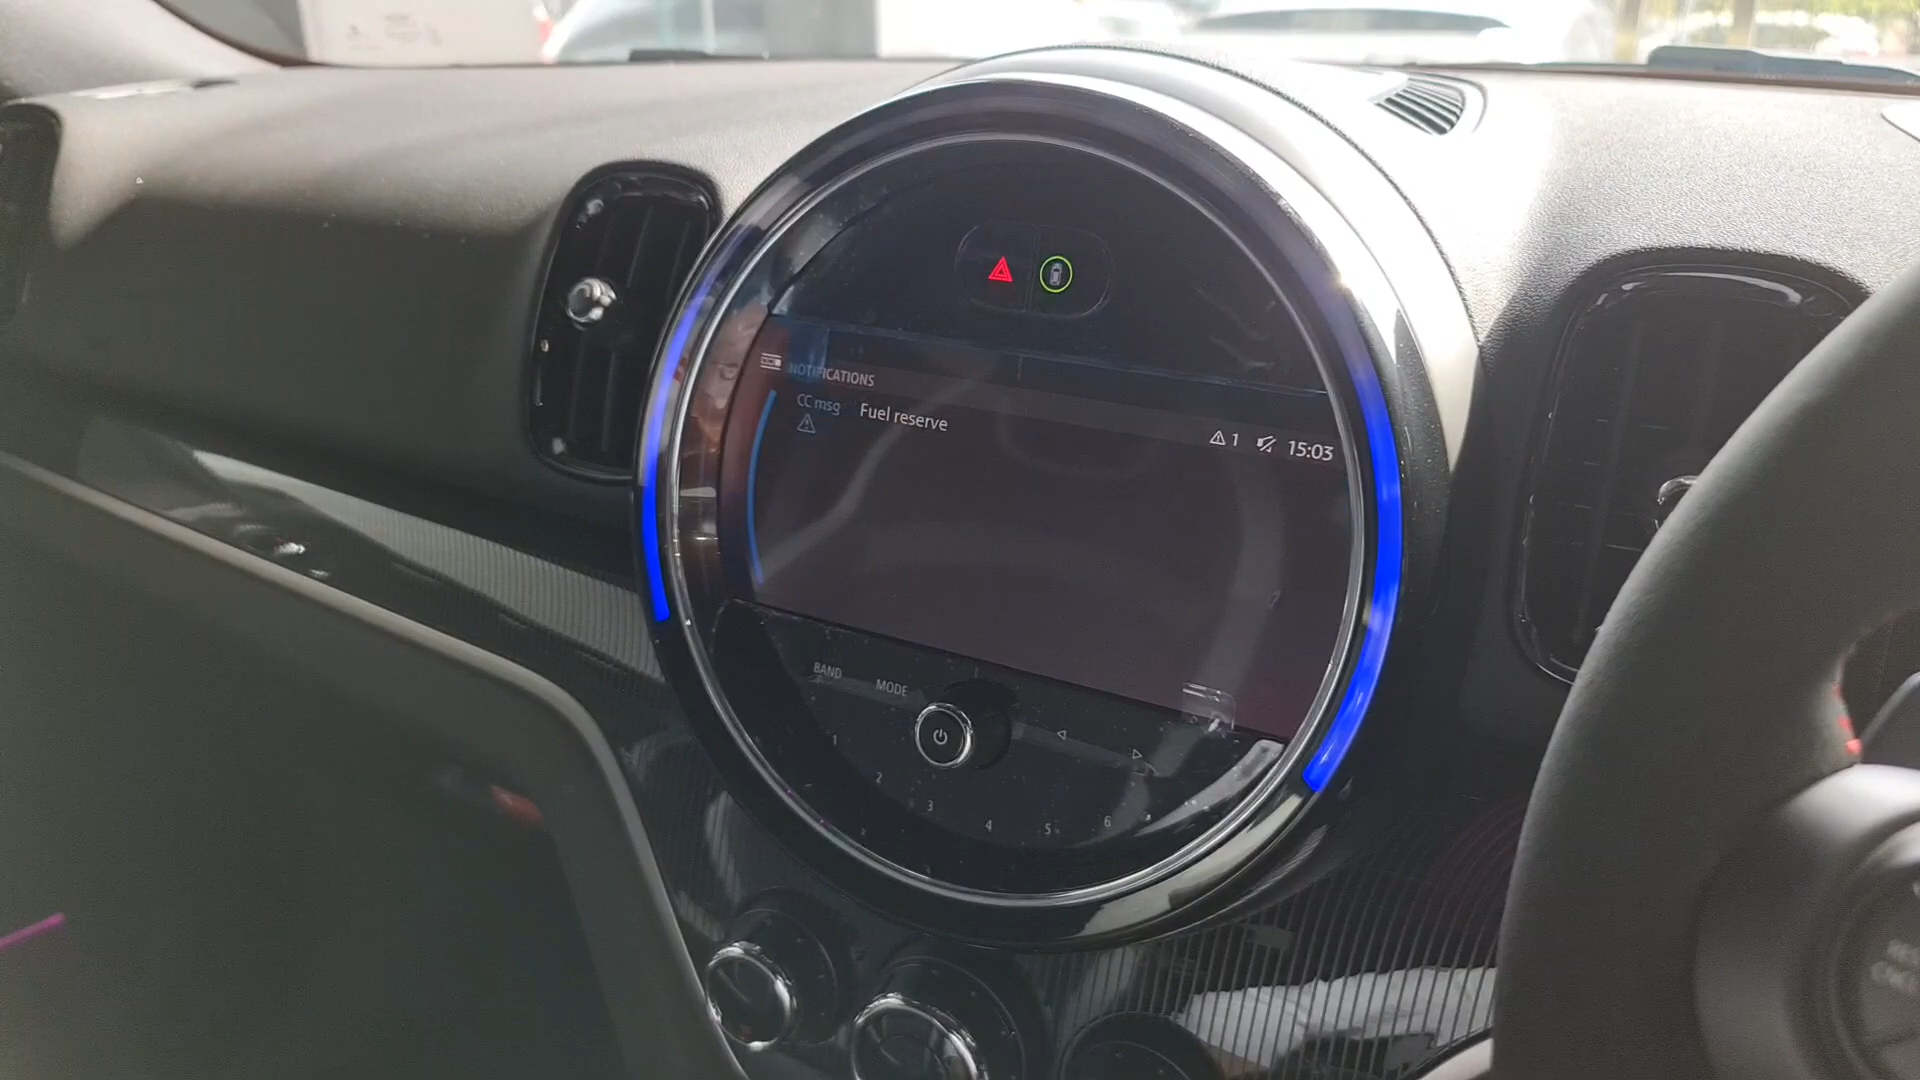 NOTIFICATIONS
CC msg Fuel reserve
1 15:03
BAND
MODE
1
2
3
4
5
6